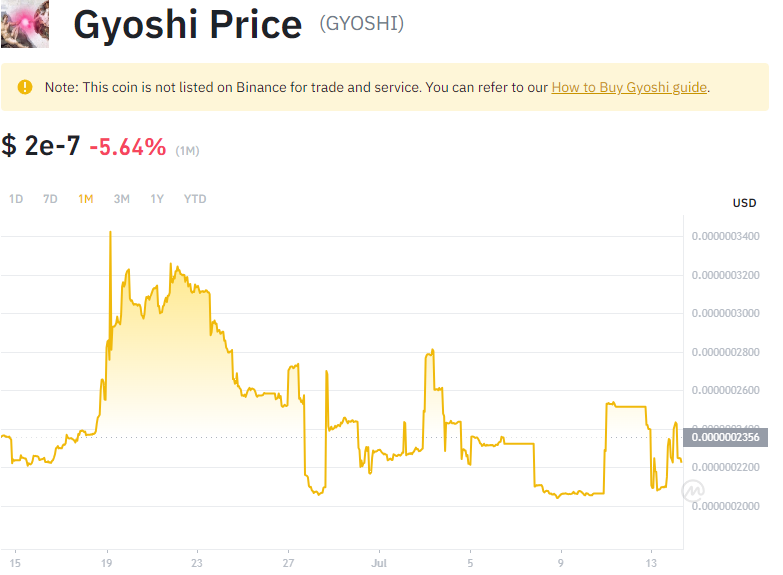 Gyoshi Price (GYOSHI)
Note: This coin is not listed on Binance for trade and service. You can refer to our How to Buy Gyoshi guide.
$ 2e-7 -5.64% (1M)
1D 7D 1M 3M 1Y YTD
USD
0.0000003400
0.0000003200
0.0000003000
0.0000002800
0.0000002600
0.0000002356
0.0000002200
0.0000002000
15 19 23 27 Jul 5 9 13